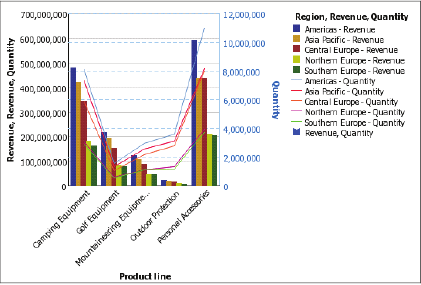 Revenue, Revenue, Quantity
700,000,000
600,000,000
500,000,000
400,000,000
300,000,000
200,000,000
100,000,000
0
12,000,000
10,000,000
8,000,000
6,000,000
4,000,000
2,000,000
0
Quantity
Camping Equipment
Golf Equipment
Mountaineering Equipme...
Outdoor Protection
Personal Accessories
Product line
Region, Revenue, Quantity
Americas - Revenue
Asia Pacific - Revenue
Central Europe - Revenue
Northern Europe - Revenue
Southern Europe - Revenue
Americas - Quantity
Asia Pacific - Quantity
Central Europe - Quantity
Northern Europe - Quantity
Southern Europe - Quantity
Revenue, Quantity